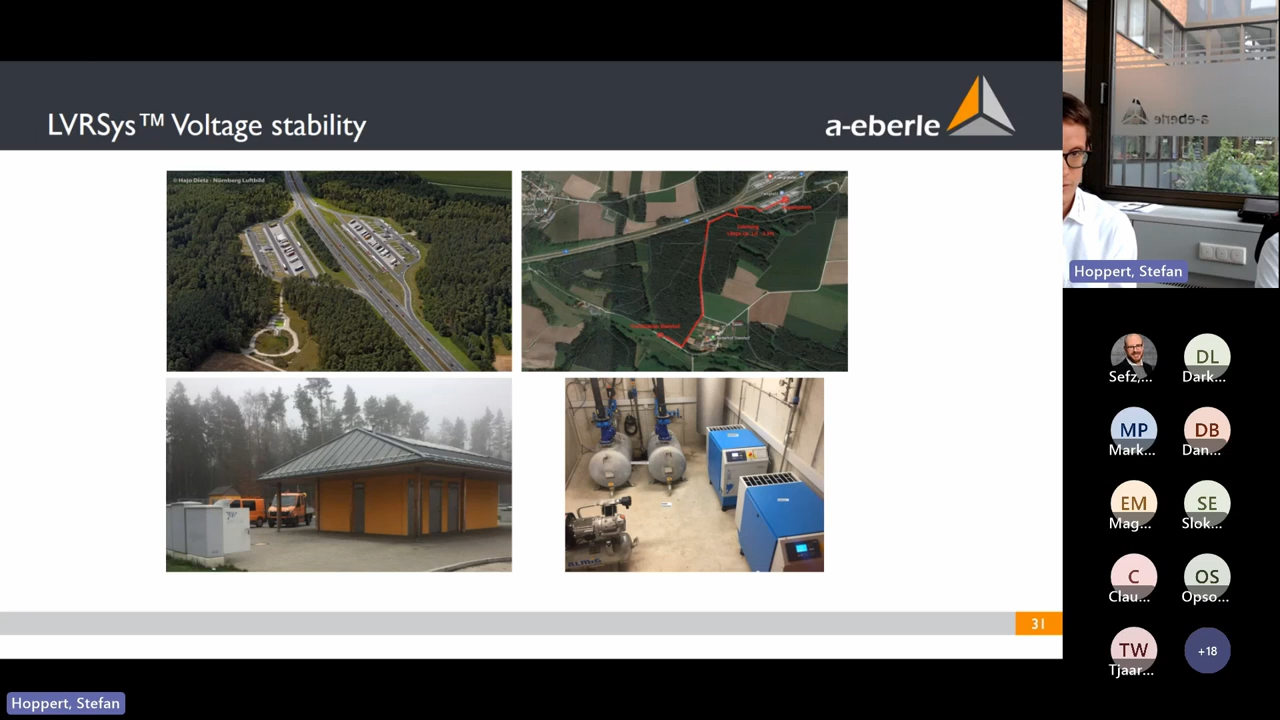 LVRSys™ Voltage stability
a-eberle
© Hajo Dietz - Nürnberg Luftbild
31
Hoppert, Stefan
a-eberle
Sefz,...
DL
Dark...
MP
Mark...
DB
Dan...
EM
Mag...
SE
Slok...
C
Clau...
OS
Opso...
TW
Tjaar...
+18
Hoppert, Stefan